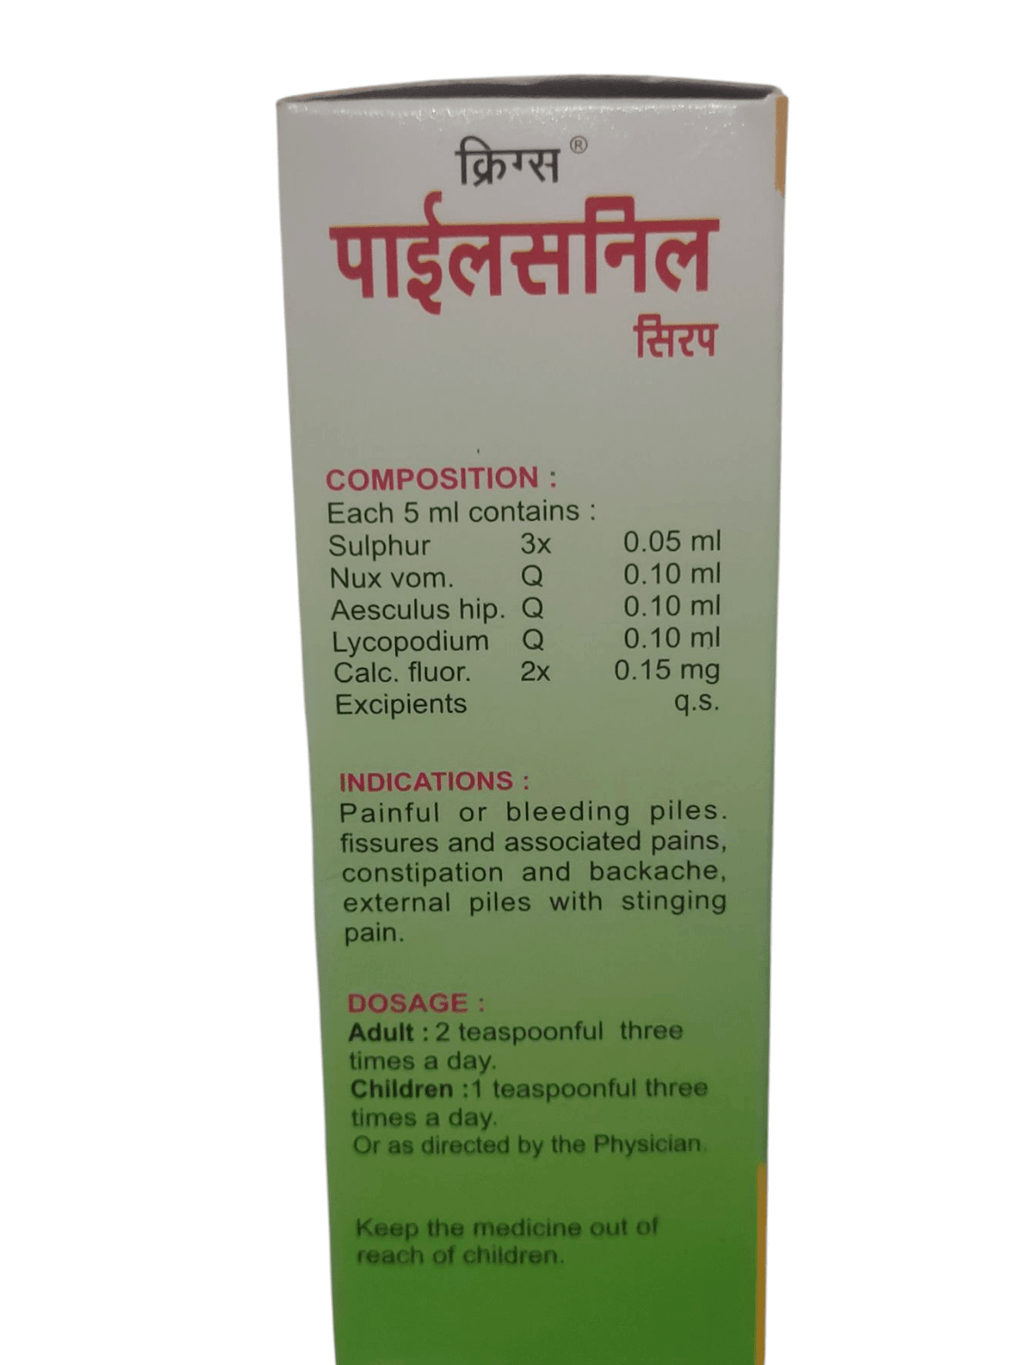 क्रिग्स ®
पाईलसनिल
सिरप
COMPOSITION :
Each 5 ml contains :
Sulphur 3x 0.05 ml
Nux vom. Q 0.10 ml
Aesculus hip. Q 0.10 ml
Lycopodium Q 0.10 ml
Calc. fluor. 2x 0.15 mg
Excipients q.s.
INDICATIONS :
Painful or bleeding piles.
fissures and associated pains,
constipation and backache,
external piles with stinging
pain.
DOSAGE :
Adult : 2 teaspoonful three
times a day.
Children :1 teaspoonful three
times a day.
Or as directed by the Physician.
Keep the medicine out of
reach of children.